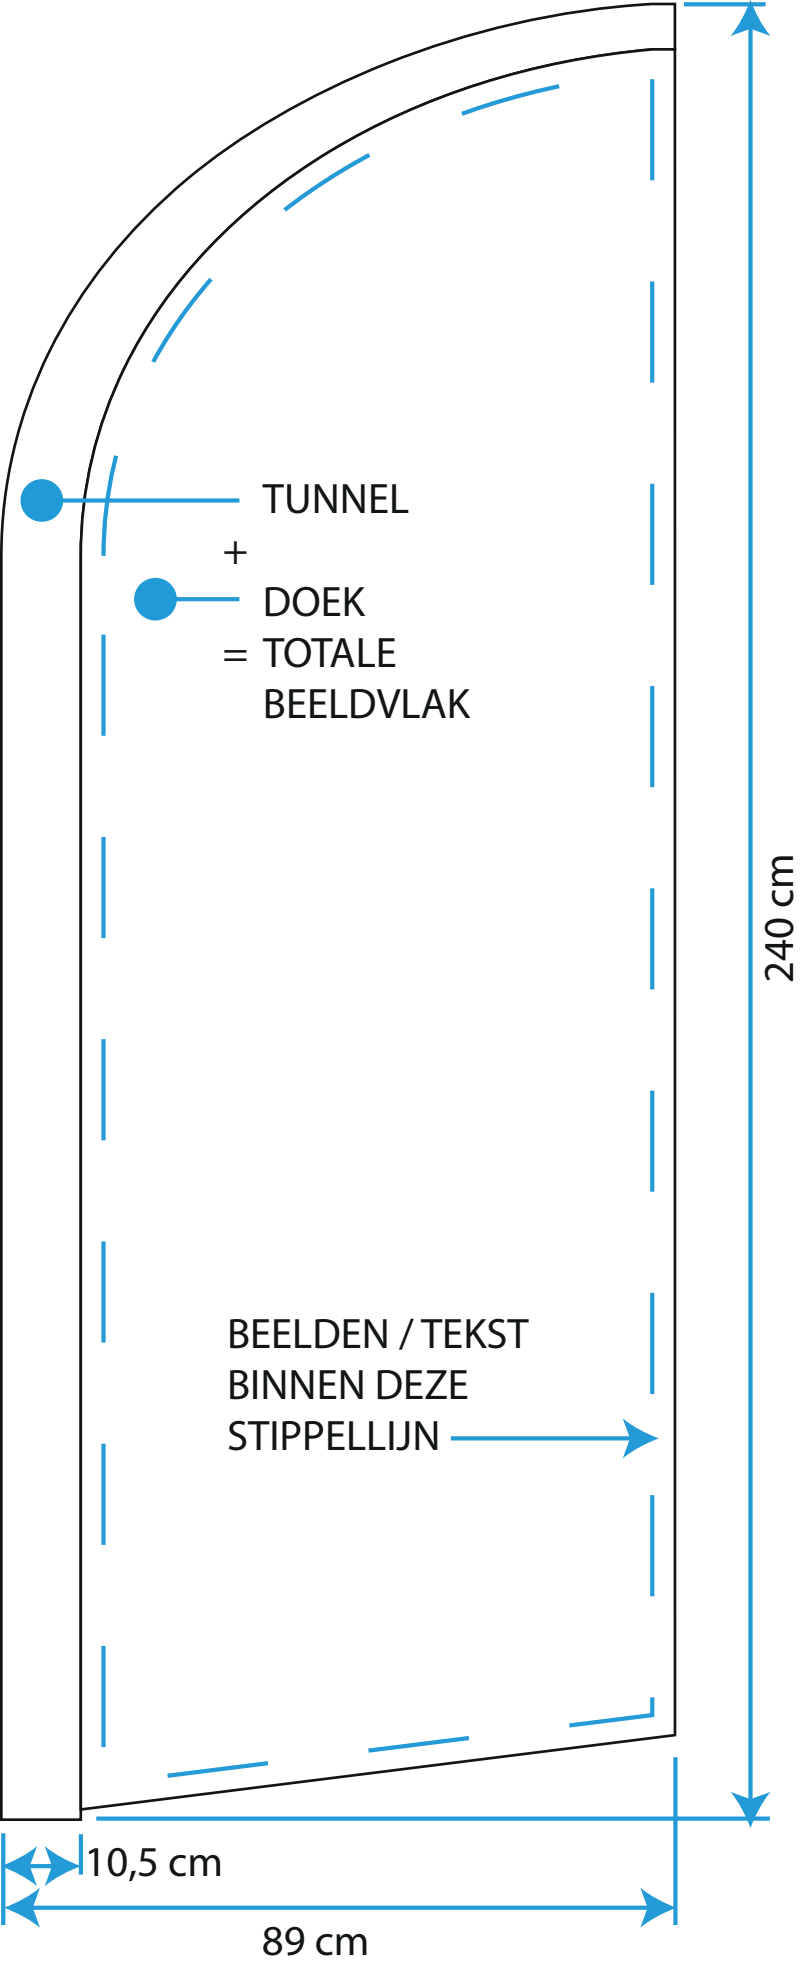 TUNNEL
+
DOEK
= TOTALE
BEELDVLAK
240 cm
BEELDEN / TEKST
BINNEN DEZE
STIPPELLIJN
10,5 cm
89 cm